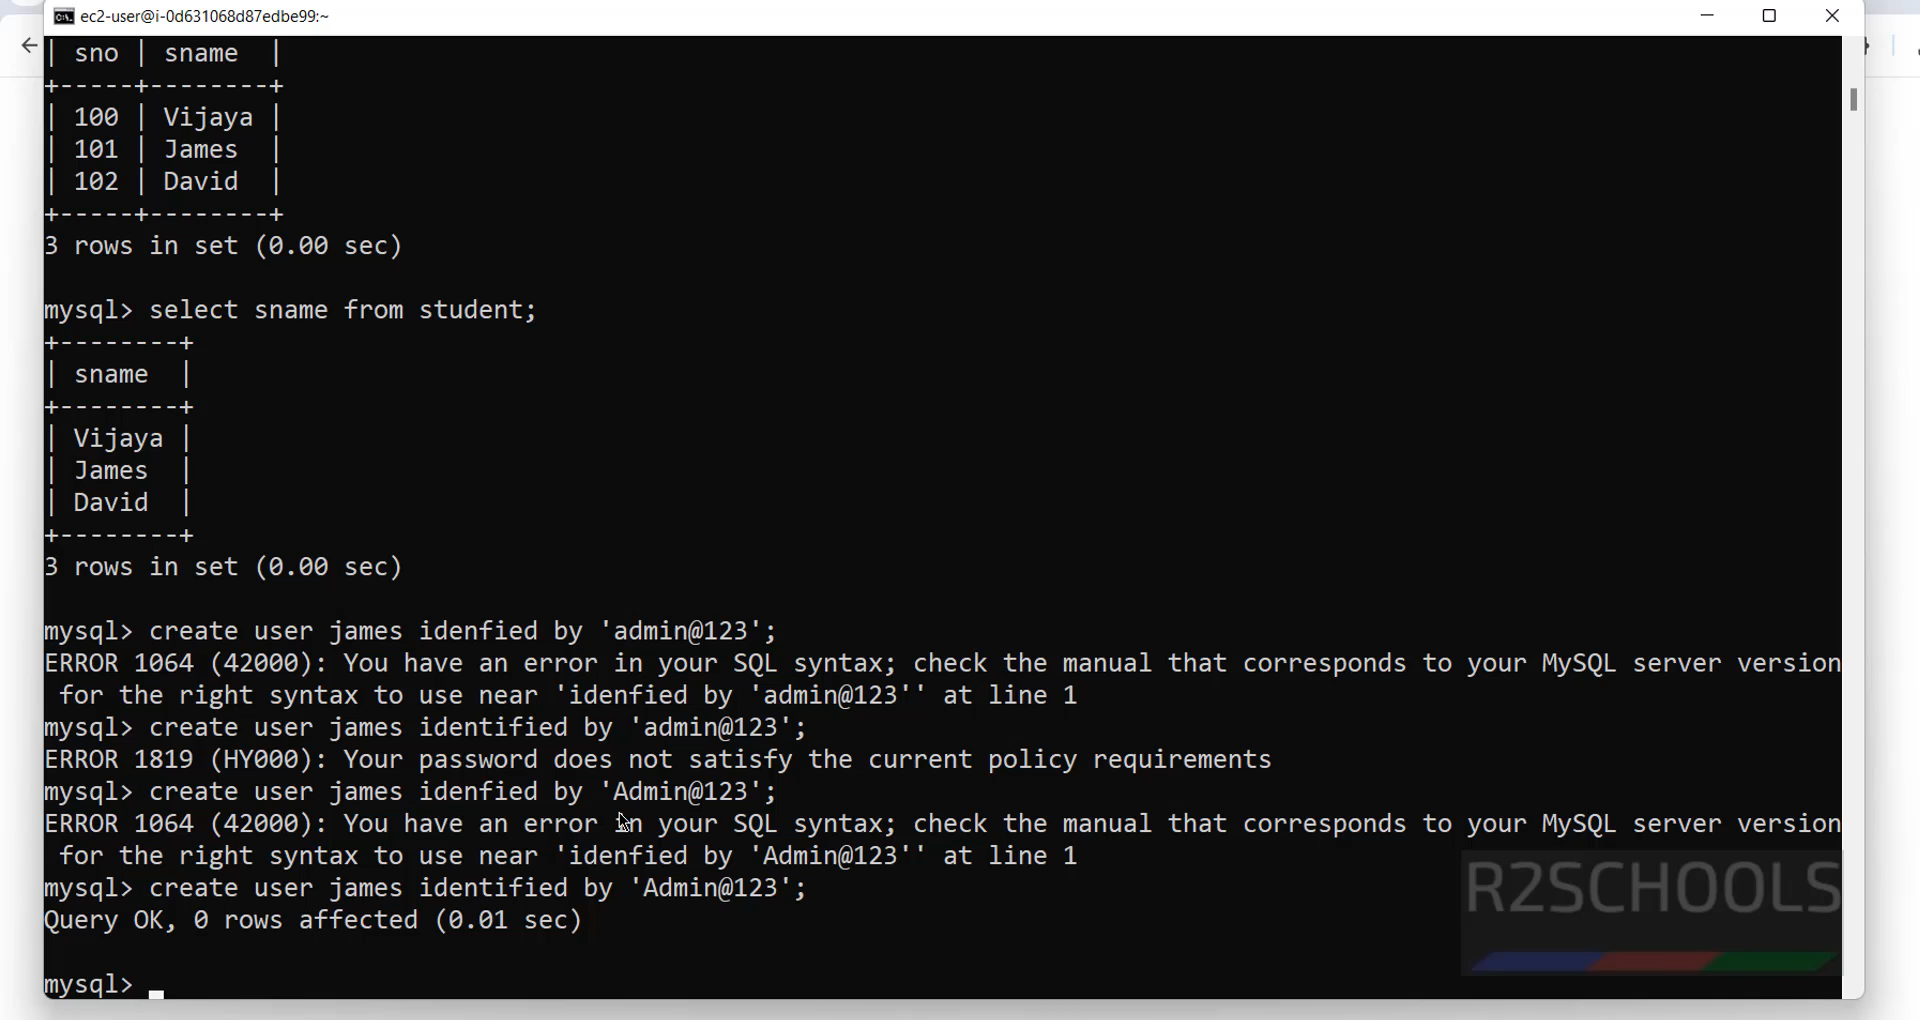 ec2-user@i-0d631068d87edbe99:~
| sno | sname  |
+-----+--------+
| 100 | Vijaya |
| 101 | James  |
| 102 | David  |
+-----+--------+
3 rows in set (0.00 sec)
mysql> select sname from student;
+--------+
| sname  |
+--------+
| Vijaya |
| James  |
| David  |
+--------+
3 rows in set (0.00 sec)
mysql> create user james idenfied by 'admin@123';
ERROR 1064 (42000): You have an error in your SQL syntax; check the manual that corresponds to your MySQL server version
 for the right syntax to use near 'idenfied by 'admin@123'' at line 1
mysql> create user james identified by 'admin@123';
ERROR 1819 (HY000): Your password does not satisfy the current policy requirements
mysql> create user james idenfied by 'Admin@123';
ERROR 1064 (42000): You have an error in your SQL syntax; check the manual that corresponds to your MySQL server version
 for the right syntax to use near 'idenfied by 'Admin@123'' at line 1
mysql> create user james identified by 'Admin@123';
Query OK, 0 rows affected (0.01 sec)
mysql>
R2SCHOOLS